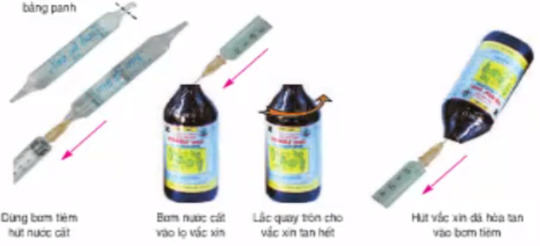 bằng panh
Dùng bơm tiêm
hút nước cất
Bơm nước cất
vào lọ vắc xin
Lắc quay tròn cho
vắc xin tan hết
Hút vắc xin đã hòa tan
vào bơm tiêm